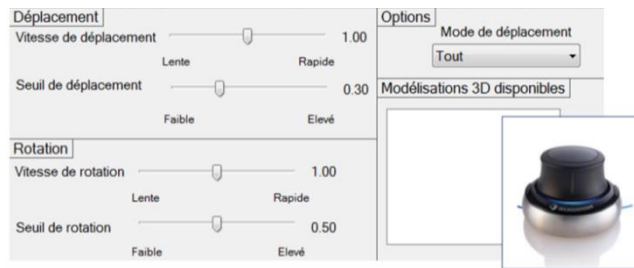 Déplacement
Vitesse de déplacement 1.00
Lente Rapide
Seuil de déplacement 0.30
Faible Elevé
Rotation
Vitesse de rotation 1.00
Lente Rapide
Seuil de rotation 0.50
Faible Elevé
Options
Mode de déplacement
Tout
Modélisations 3D disponibles